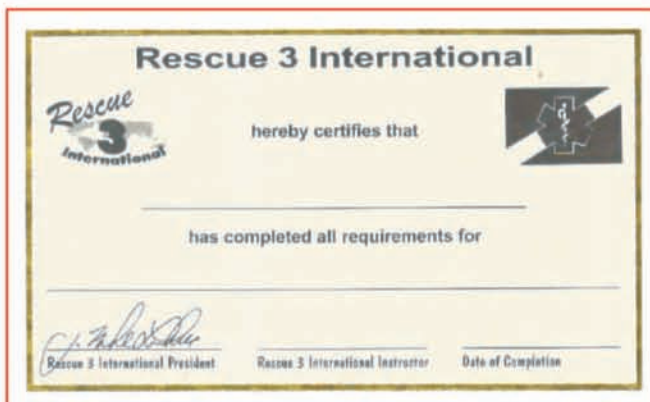 Rescue 3 International
Rescue
3
International
hereby certifies that
has completed all requirements for
Rescue 3 International President
Rescue 3 International Instructor
Date of Completion